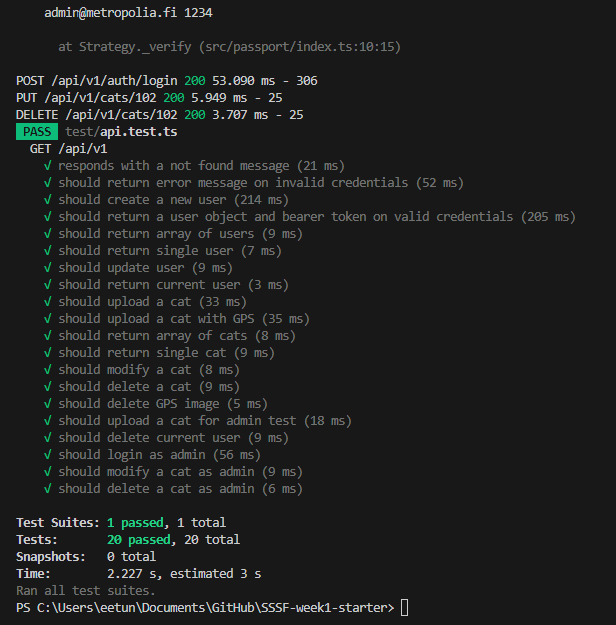 admin@metropolia.fi 1234
at Strategy._verify (src/passport/index.ts:10:15)
POST /api/v1/auth/login 200 53.090 ms - 306
PUT /api/v1/cats/102 200 5.949 ms - 25
DELETE /api/v1/cats/102 200 3.707 ms - 25
PASS test/api.test.ts
GET /api/v1
√ responds with a not found message (21 ms)
√ should return error message on invalid credentials (52 ms)
√ should create a new user (214 ms)
√ should return a user object and bearer token on valid credentials (205 ms)
√ should return array of users (9 ms)
√ should return single user (7 ms)
√ should update user (9 ms)
√ should return current user (3 ms)
√ should upload a cat (33 ms)
√ should upload a cat with GPS (35 ms)
√ should return array of cats (8 ms)
√ should return single cat (9 ms)
√ should modify a cat (8 ms)
√ should delete a cat (9 ms)
√ should delete GPS image (5 ms)
√ should upload a cat for admin test (18 ms)
√ should delete current user (9 ms)
√ should login as admin (56 ms)
√ should modify a cat as admin (9 ms)
√ should delete a cat as admin (6 ms)
Test Suites: 1 passed, 1 total
Tests: 20 passed, 20 total
Snapshots: 0 total
Time: 2.227 s, estimated 3 s
Ran all test suites.
PS C:\Users\eetun\Documents\GitHub\SSSF-week1-starter>